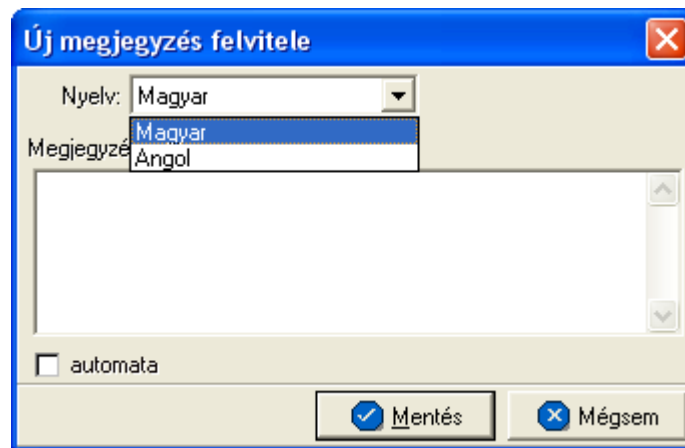 Új megjegyzés felvitele
Nyelv: Magyar
Magyar
Angol
automata
Mentés
Mégsem